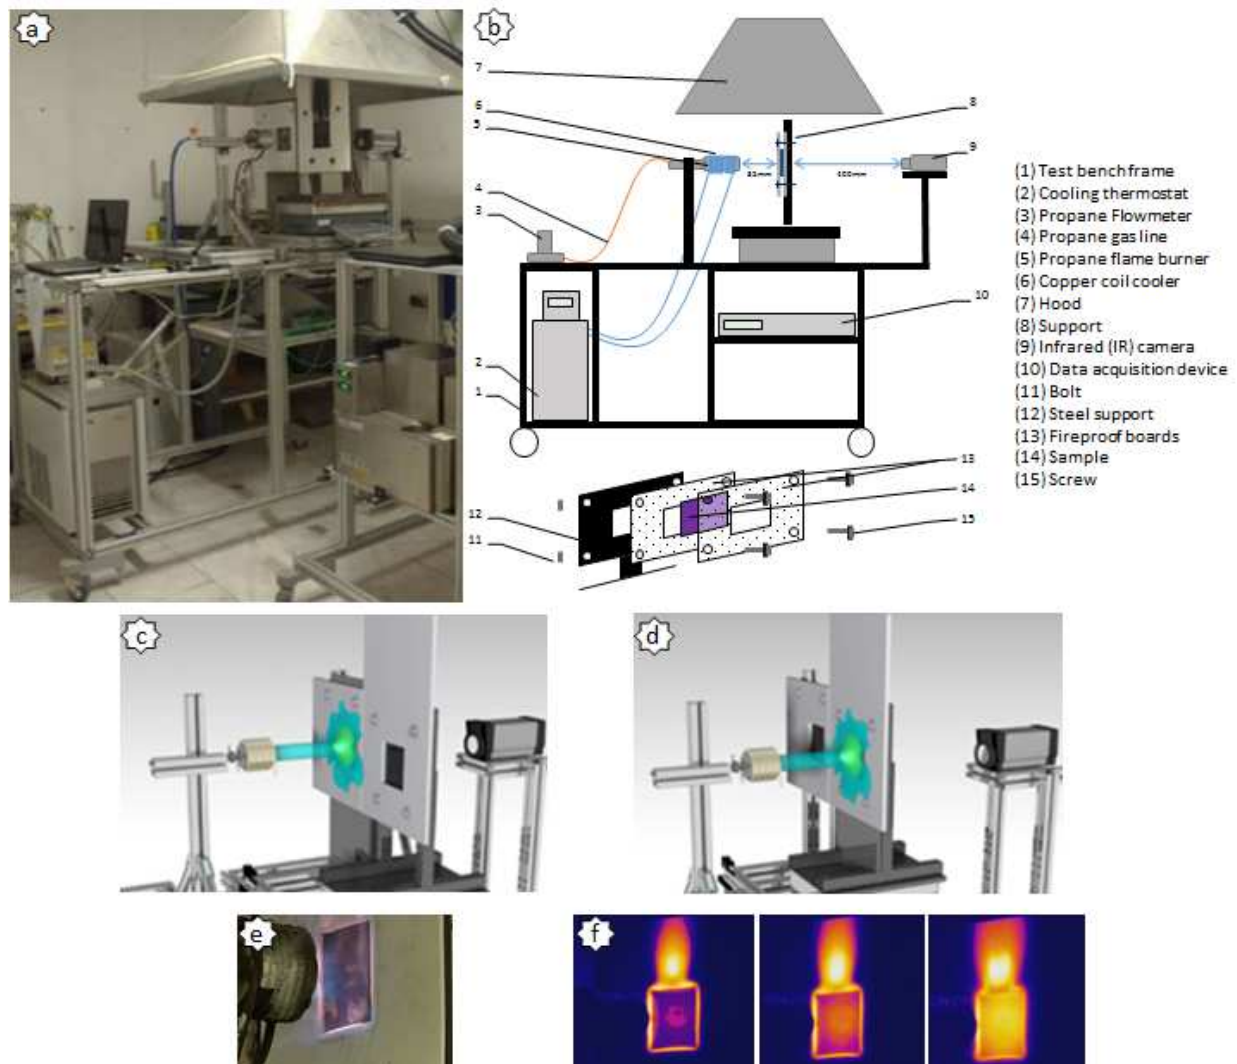 a
b
7
6
5
4
3
8
9
10
2
1
13
14
12
15
11
(1) Test bench frame
(2) Cooling thermostat
(3) Propane Flowmeter
(4) Propane gas line
(5) Propane flame burner
(6) Copper coil cooler
(7) Hood
(8) Support
(9) Infrared (IR) camera
(10) Data acquisition device
(11) Bolt
(12) Steel support
(13) Fireproof boards
(14) Sample
(15) Screw
c
d
e
f